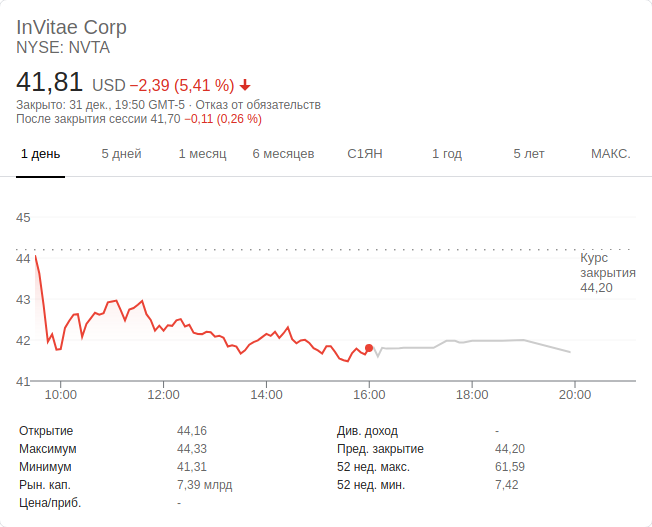 InVitae Corp
NYSE: NVTA
41,81 USD −2,39 (5,41 %)
Закрыто: 31 дек., 19:50 GMT-5 · Отказ от обязательств
После закрытия сессии 41,70 −0,11 (0,26 %)
1 день 5 дней 1 месяц 6 месяцев С1ЯН 1 год 5 лет МАКС.
45
44
43
42
41
Курс
закрытия
44,20
10:00 12:00 14:00 16:00 18:00 20:00
Открытие 44,16 Див. доход -
Максимум 44,33 Пред. закрытие 44,20
Минимум 41,31 52 нед. макс. 61,59
Рын. кап. 7,39 млрд 52 нед. мин. 7,42
Цена/приб. -